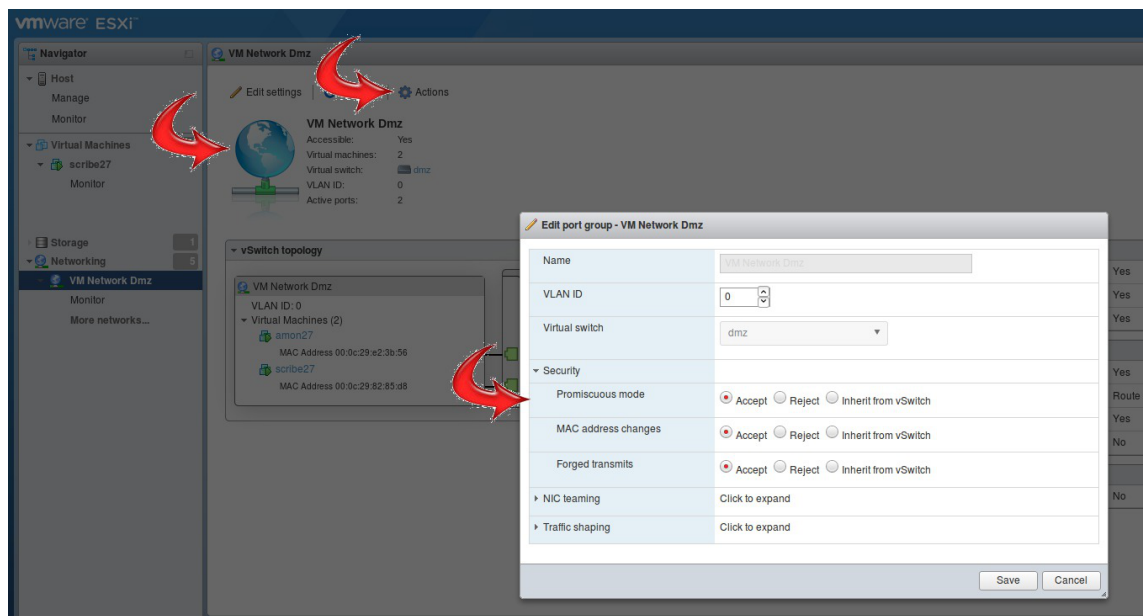 vmware ESXi
Navigator
Host
Manage
Monitor
Virtual Machines
scribe27
Monitor
Storage 1
Networking 5
VM Network Dmz
Monitor
More networks...
VM Network Dmz
Edit settings Actions
VM Network Dmz
Accessible: Yes
Virtual machines: 2
Virtual switch: dmz
VLAN ID: 0
Active ports: 2
vSwitch topology
VM Network Dmz
VLAN ID: 0
Virtual Machines (2)
amon27
MAC Address 00:0c:29:e2:3b:56
scribe27
MAC Address 00:0c:29:82:85:d8
Edit port group - VM Network Dmz
Name VM Network Dmz
VLAN ID 0
Virtual switch dmz
Security
Promiscuous mode Accept Reject Inherit from vSwitch
MAC address changes Accept Reject Inherit from vSwitch
Forged transmits Accept Reject Inherit from vSwitch
NIC teaming Click to expand
Traffic shaping Click to expand
Save Cancel
Yes
Yes
Yes
Yes
Route
Yes
No
No